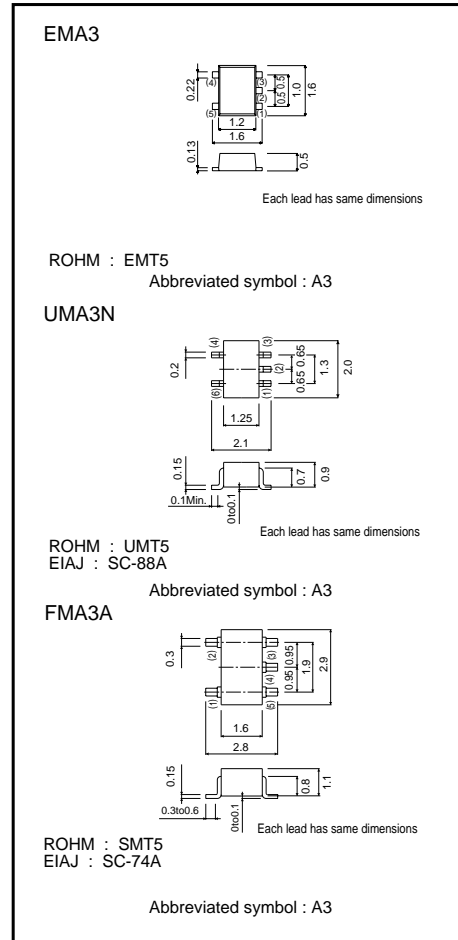 EMA3
0.22
(4)
(3)
(2)
(5)
(1)
0.5 0.5
1.0
1.6
1.2
1.6
0.13
0.5
Each lead has same dimensions
ROHM : EMT5
Abbreviated symbol : A3
UMA3N
0.2
(4)
(3)
(2)
(6)
(1)
0.65 0.65
1.3
2.0
1.25
2.1
0.15
0.1Min.
0to0.1
0.7
0.9
Each lead has same dimensions
ROHM : UMT5
EIAJ : SC-88A
Abbreviated symbol : A3
FMA3A
0.3
(2)
(3)
(4)
(1)
(5)
0.95 0.95
1.9
2.9
1.6
2.8
0.15
0.3to0.6
0to0.1
0.8
1.1
Each lead has same dimensions
ROHM : SMT5
EIAJ : SC-74A
Abbreviated symbol : A3